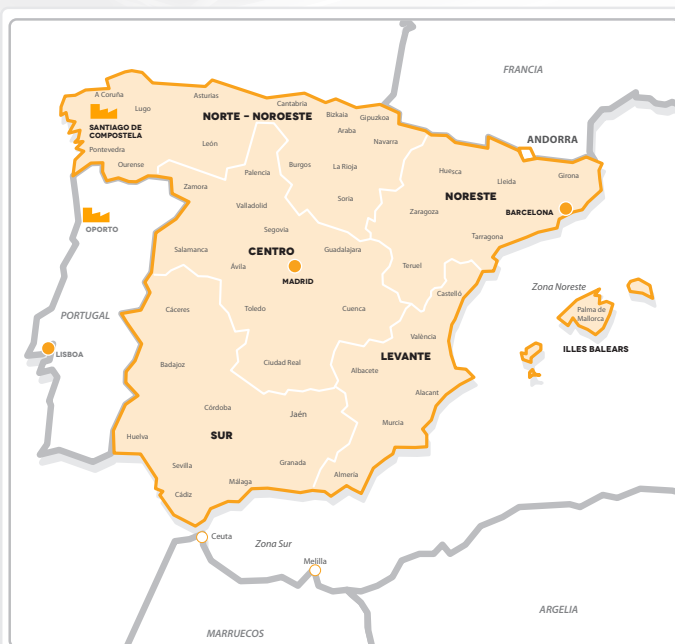 FRANCIA
A Coruña
Asturias
Cantabria
Lugo
NORTE - NOROESTE
Bizkaia
Gipuzkoa
SANTIAGO DE
COMPOSTELA
Araba
Navarra
ANDORRA
León
Pontevedra
Ourense
Palencia
Burgos
La Rioja
Huesca
Lleida
Girona
Zamora
Valladolid
Soria
NORESTE
Zaragoza
BARCELONA
OPORTO
Segovia
Tarragona
Salamanca
CENTRO
Guadalajara
Ávila
MADRID
Teruel
Zona Noreste
Castelló
PORTUGAL
Cáceres
Toledo
Cuenca
Palma de
Mallorca
València
LISBOA
LEVANTE
ILLES BALEARS
Badajoz
Ciudad Real
Albacete
Alacant
Córdoba
Jaén
Murcia
Huelva
SUR
Sevilla
Granada
Almería
Málaga
Cádiz
Ceuta
Zona Sur
Melilla
ARGELIA
MARRUECOS